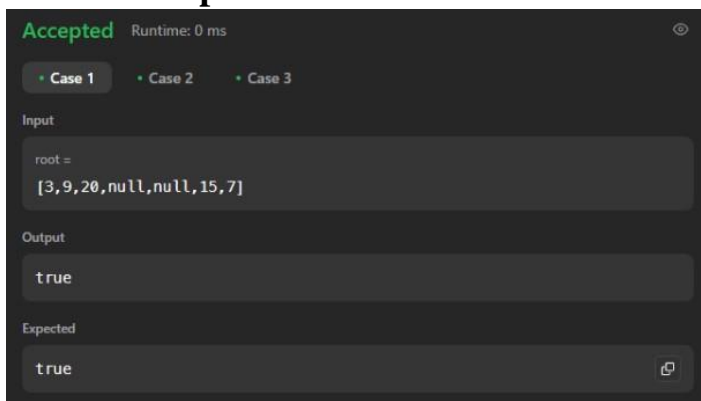 Accepted Runtime: 0 ms
• Case 1 • Case 2 • Case 3
Input
root =
[3,9,20,null,null,15,7]
Output
true
Expected
true